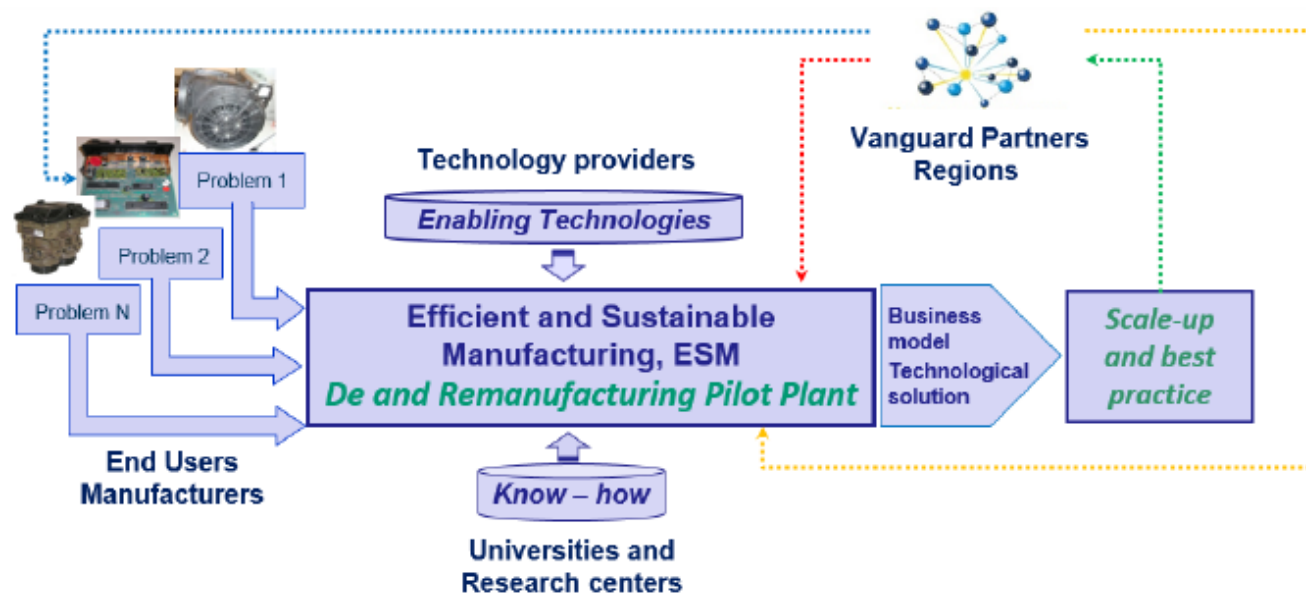 Problem 1
Problem 2
Problem N
End Users
Manufacturers
Technology providers
Enabling Technologies
Efficient and Sustainable
Manufacturing, ESM
De and Remanufacturing Pilot Plant
Know – how
Universities and
Research centers
Business
model
Technological
solution
Vanguard Partners
Regions
Scale-up
and best
practice